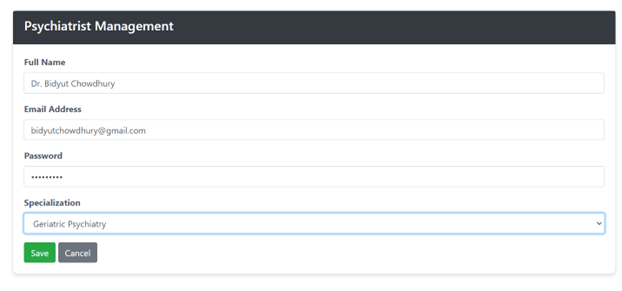 Psychiatrist Management
Full Name
Dr. Bidyut Chowdhury
Email Address
bidyutchowdhury@gmail.com
Password
•••••••••
Specialization
Geriatric Psychiatry
Save Cancel